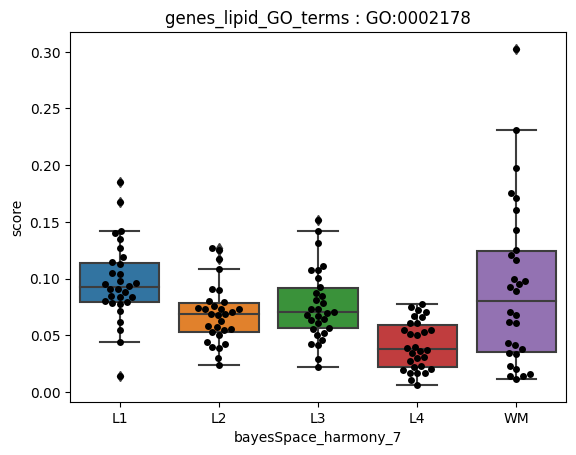 genes_lipid_GO_terms : GO:0002178
0.30
0.25
0.20
0.15
0.10
0.05
0.00
score
L1 L2 L3 L4 WM
bayesSpace_harmony_7